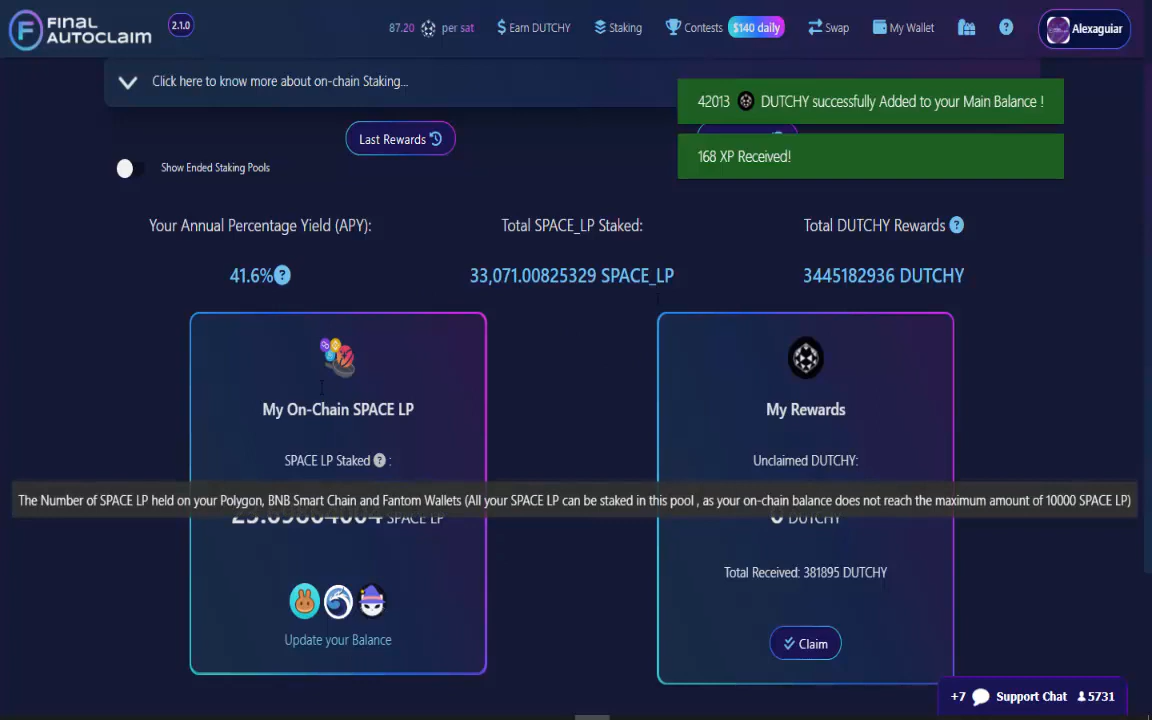 FINAL
AUTOCLAIM
2.1.0
87.20 per sat
Earn DUTCHY
Staking
Contests
$140 daily
Swap
My Wallet
?
Alexaguiar
Click here to know more about on-chain Staking...
42013 DUTCHY successfully Added to your Main Balance !
168 XP Received!
Last Rewards
Show Ended Staking Pools
Your Annual Percentage Yield (APY):
Total SPACE_LP Staked:
Total DUTCHY Rewards ?
41.6% ?
33,071.00825329 SPACE_LP
3445182936 DUTCHY
My On-Chain SPACE LP
My Rewards
SPACE LP Staked ? :
Unclaimed DUTCHY:
The Number of SPACE LP held on your Polygon, BNB Smart Chain and Fantom Wallets (All your SPACE LP can be staked in this pool , as your on-chain balance does not reach the maximum amount of 10000 SPACE LP)
SPACE LP
DUTCHY
Total Received: 381895 DUTCHY
Update your Balance
Claim
+7 Support Chat 5731